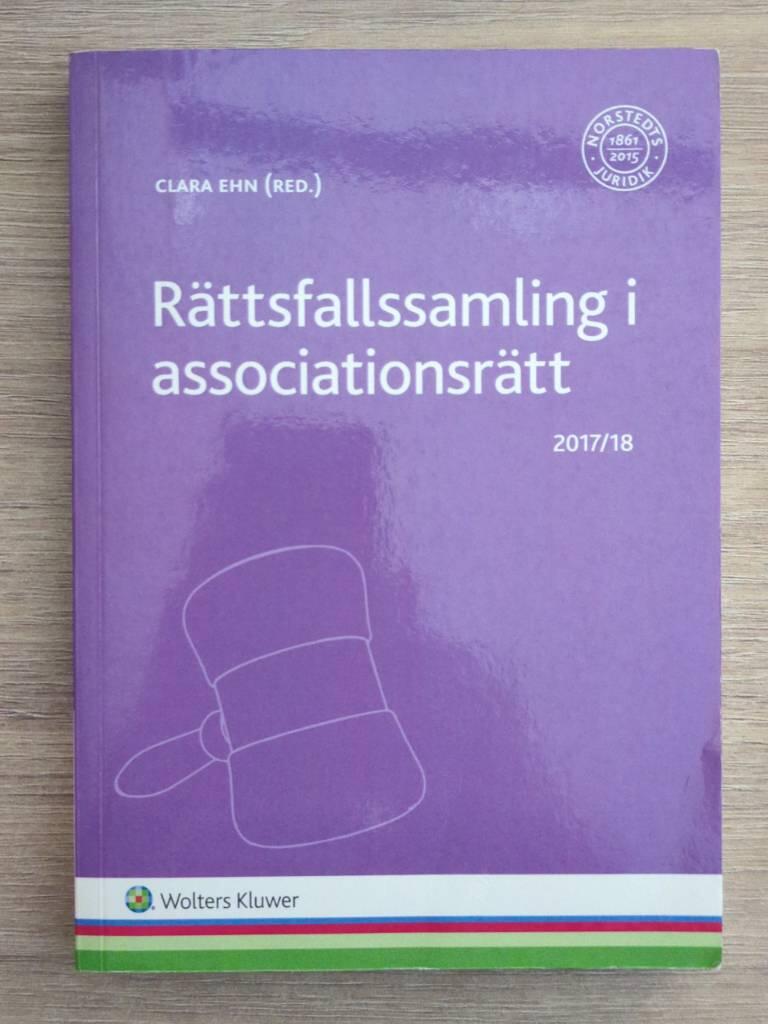 NORSTEDTS
1861
2015
JURIDIK
CLARA EHN (RED.)
Rättsfallssamling i
associationsrätt
2017/18
Wolters Kluwer